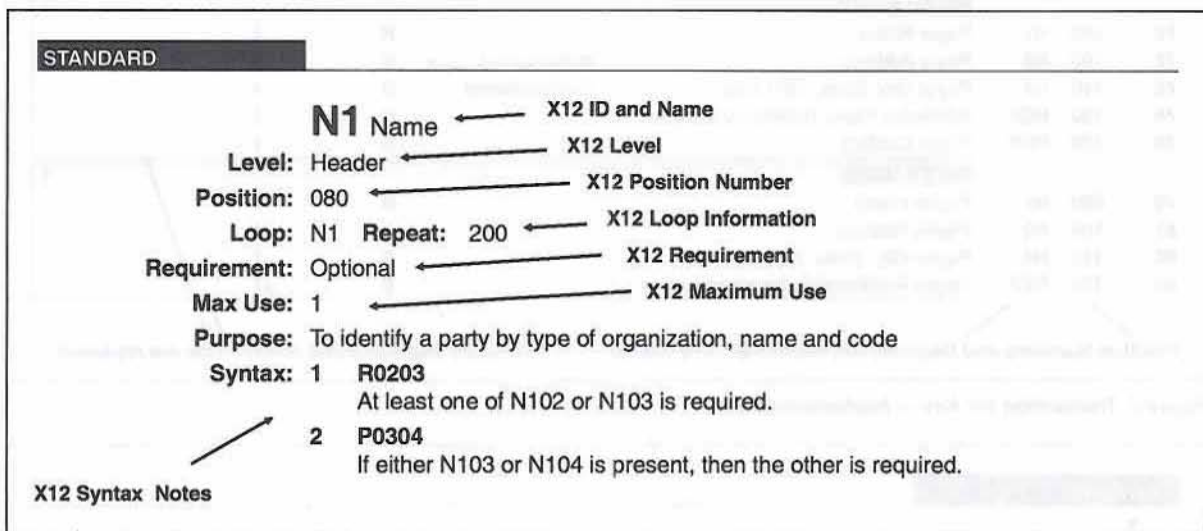 STANDARD
N1 Name X12 ID and Name
Level: Header X12 Level
Position: 080 X12 Position Number
Loop: N1 Repeat: 200 X12 Loop Information
Requirement: Optional X12 Requirement
Max Use: 1 X12 Maximum Use
Purpose: To identify a party by type of organization, name and code
Syntax: 1 R0203
At least one of N102 or N103 is required.
2 P0304
If either N103 or N104 is present, then the other is required.
X12 Syntax Notes